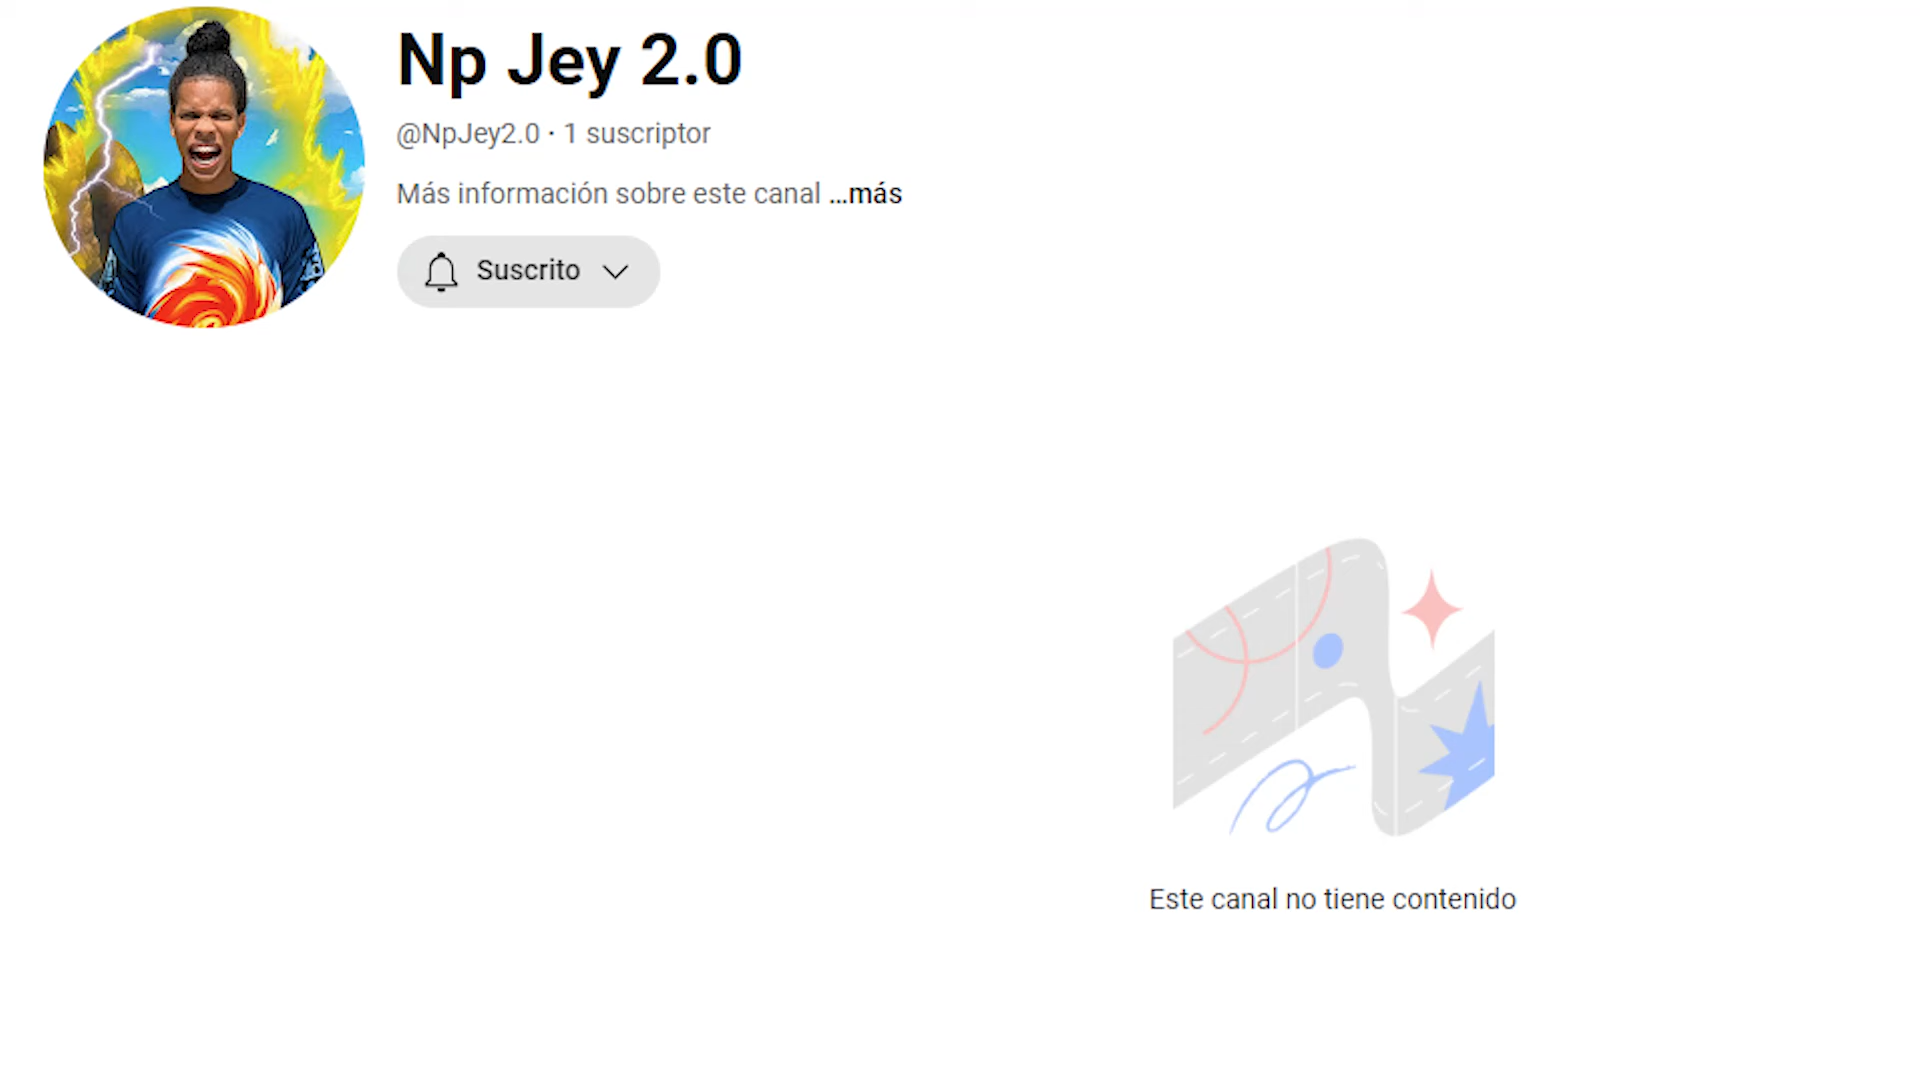 Np Jey 2.0
@NpJey2.0 · 1 suscriptor
Más información sobre este canal ...más
Suscrito
Este canal no tiene contenido